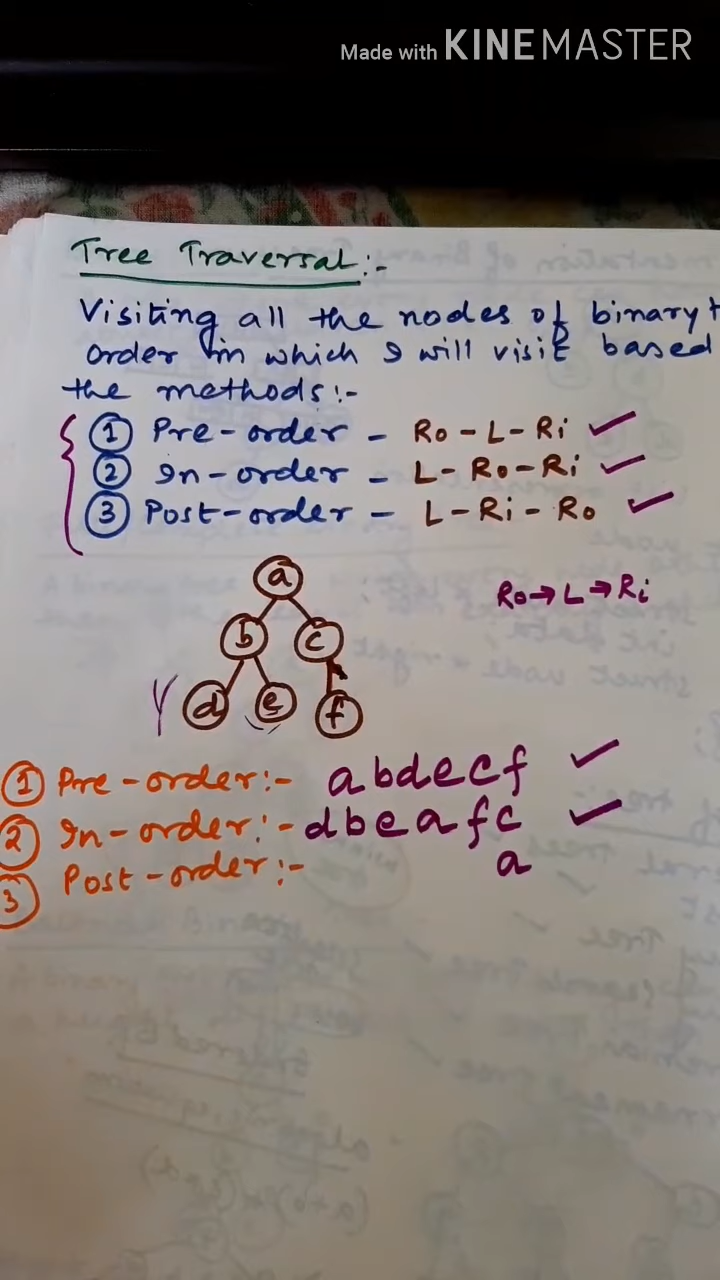 Made with KINEMASTER
Tree Traversal:-
Visiting all the nodes of binary t
order in which I will visit based
the methods:-
① Pre-order - Ro-L-Ri ✓
② In-order - L-Ro-Ri ✓
③ Post-order - L-Ri-Ro ✓
a
Ro→L→Ri
b c
d e f
① Pre-order:- abdecf ✓
2 In-order:- dbeafc ✓
3 Post-order:- a